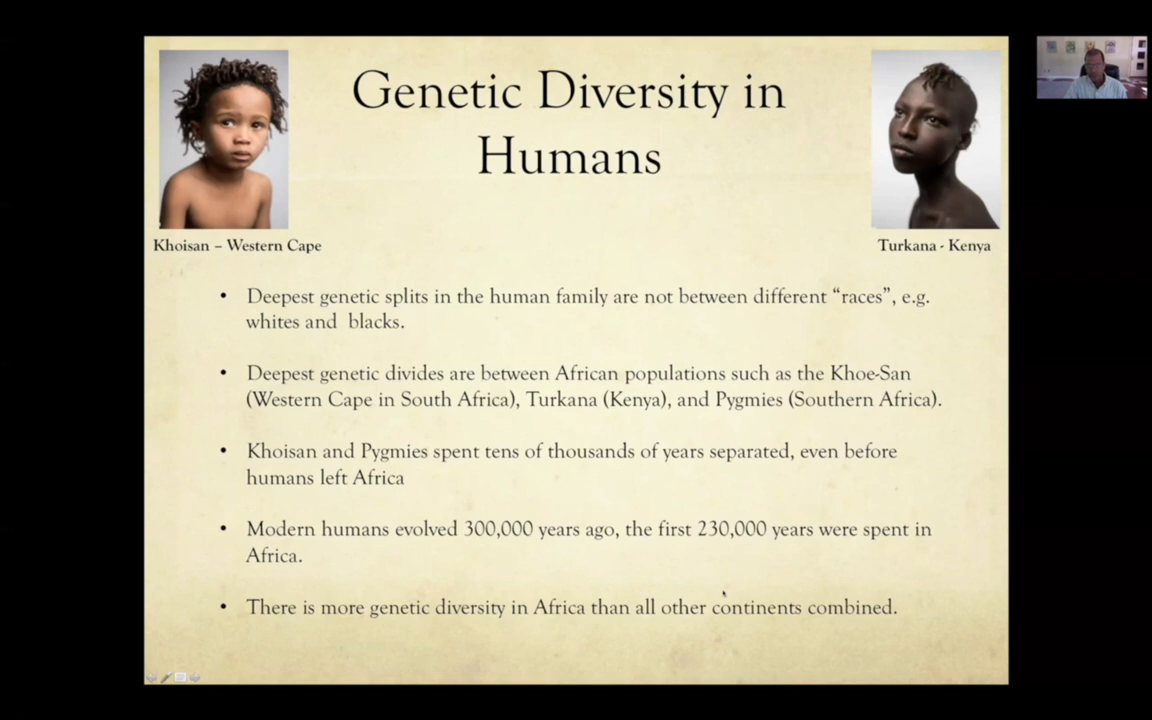 Genetic Diversity in
Humans
Khoisan – Western Cape
Turkana - Kenya
• Deepest genetic splits in the human family are not between different “races”, e.g.
whites and blacks.
• Deepest genetic divides are between African populations such as the Khoe-San
(Western Cape in South Africa), Turkana (Kenya), and Pygmies (Southern Africa).
• Khoisan and Pygmies spent tens of thousands of years separated, even before
humans left Africa
• Modern humans evolved 300,000 years ago, the first 230,000 years were spent in
Africa.
• There is more genetic diversity in Africa than all other continents combined.